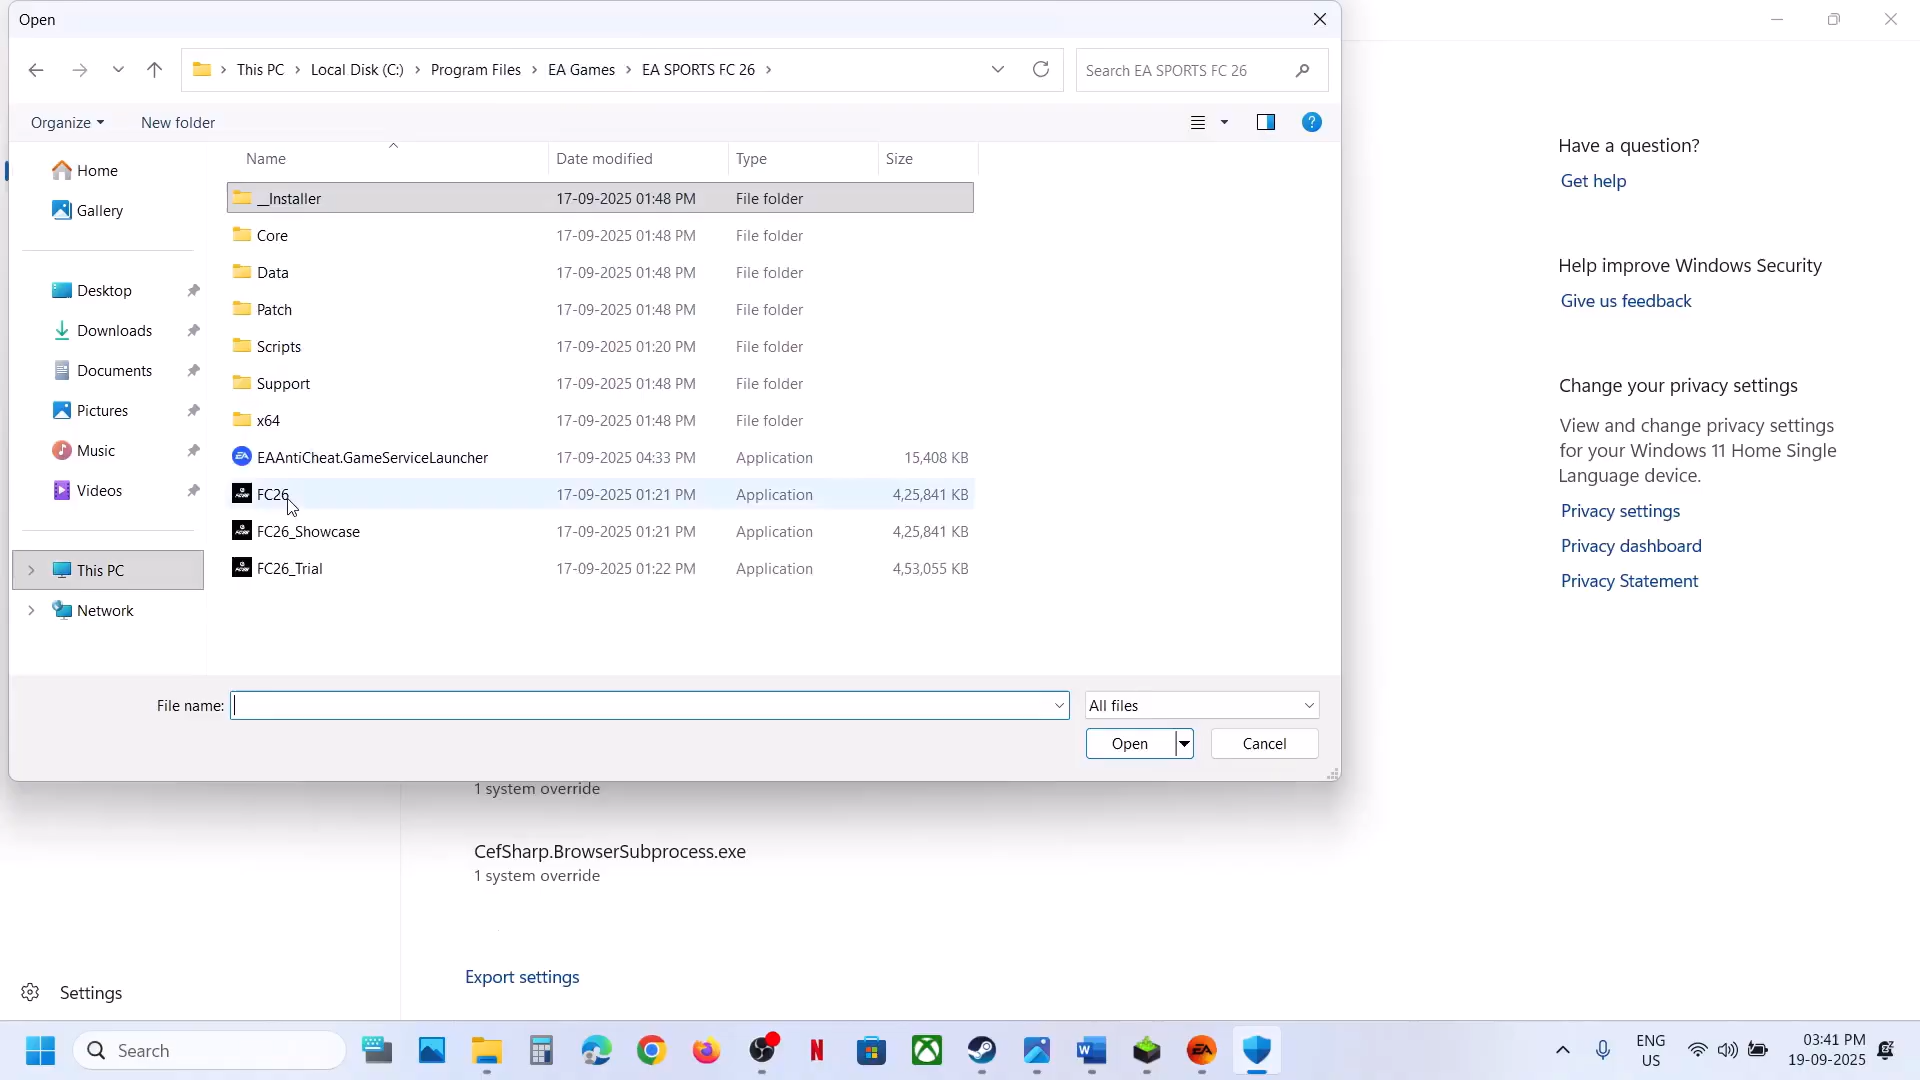 Open
This PC > Local Disk (C:) > Program Files > EA Games > EA SPORTS FC 26 >
Search EA SPORTS FC 26
Organize
New folder
Name
Date modified
Type
Size
Home
Gallery
Desktop
Downloads
Documents
Pictures
Music
Videos
This PC
Network
__Installer 17-09-2025 01:48 PM File folder
Core 17-09-2025 01:48 PM File folder
Data 17-09-2025 01:48 PM File folder
Patch 17-09-2025 01:48 PM File folder
Scripts 17-09-2025 01:20 PM File folder
Support 17-09-2025 01:48 PM File folder
x64 17-09-2025 01:48 PM File folder
EAAntiCheat.GameServiceLauncher 17-09-2025 04:33 PM Application 15,408 KB
FC26 17-09-2025 01:21 PM Application 4,25,841 KB
FC26_Showcase 17-09-2025 01:21 PM Application 4,25,841 KB
FC26_Trial 17-09-2025 01:22 PM Application 4,53,055 KB
File name:
All files
Open
Cancel
Have a question?
Get help
Help improve Windows Security
Give us feedback
Change your privacy settings
View and change privacy settings
for your Windows 11 Home Single
Language device.
Privacy settings
Privacy dashboard
Privacy Statement
1 system override
CefSharp.BrowserSubprocess.exe
1 system override
Export settings
Settings
Search
ENG
US
03:41 PM
19-09-2025